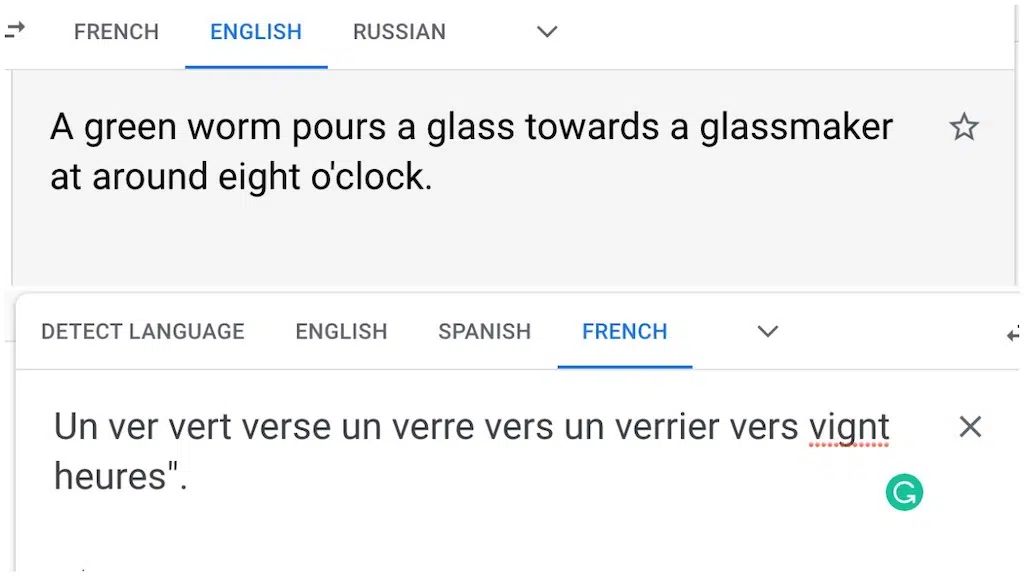 FRENCH ENGLISH RUSSIAN
A green worm pours a glass towards a glassmaker
at around eight o'clock.
DETECT LANGUAGE ENGLISH SPANISH FRENCH
Un ver vert verse un verre vers un verrier vers vignt
heures".